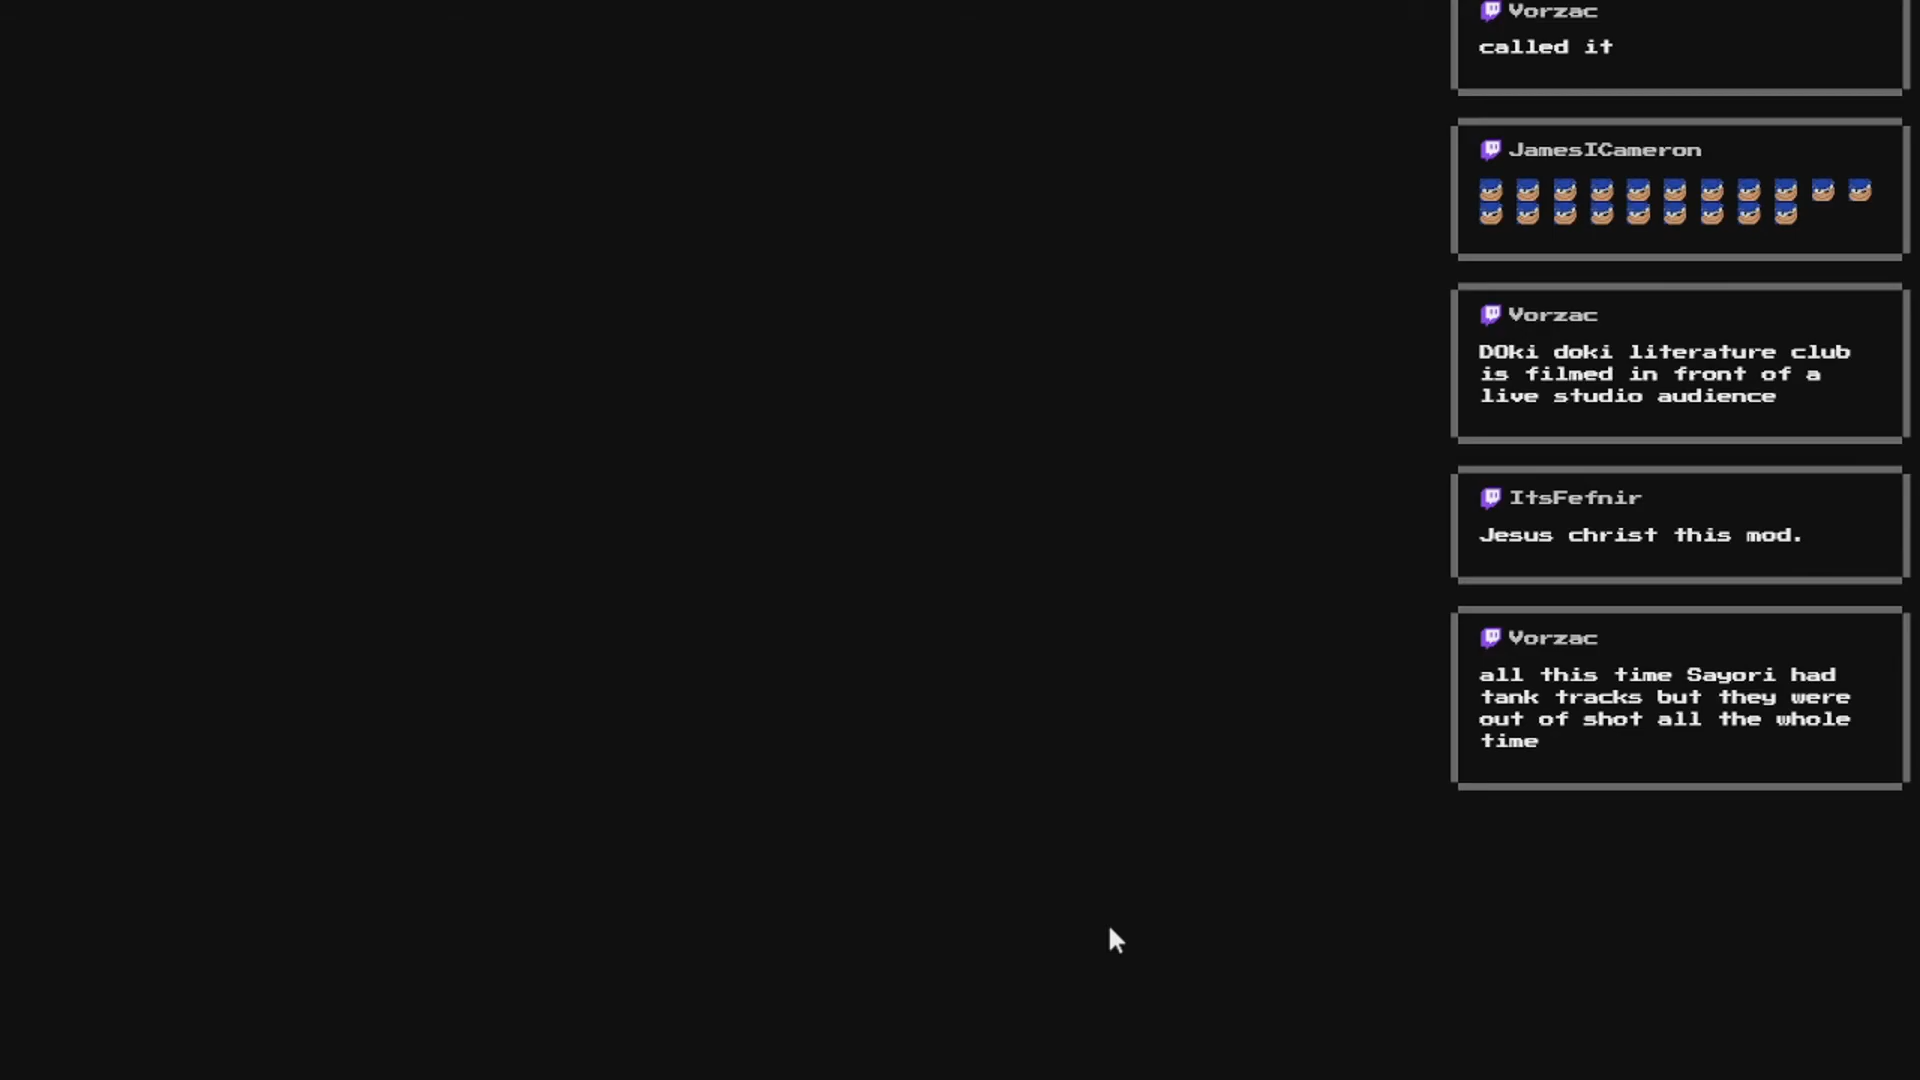 Vorzac
called it
JamesICameron
Vorzac
DOki doki literature club
is filmed in front of a
live studio audience
ItsFefnir
Jesus christ this mod.
Vorzac
all this time Sayori had
tank tracks but they were
out of shot all the whole
time